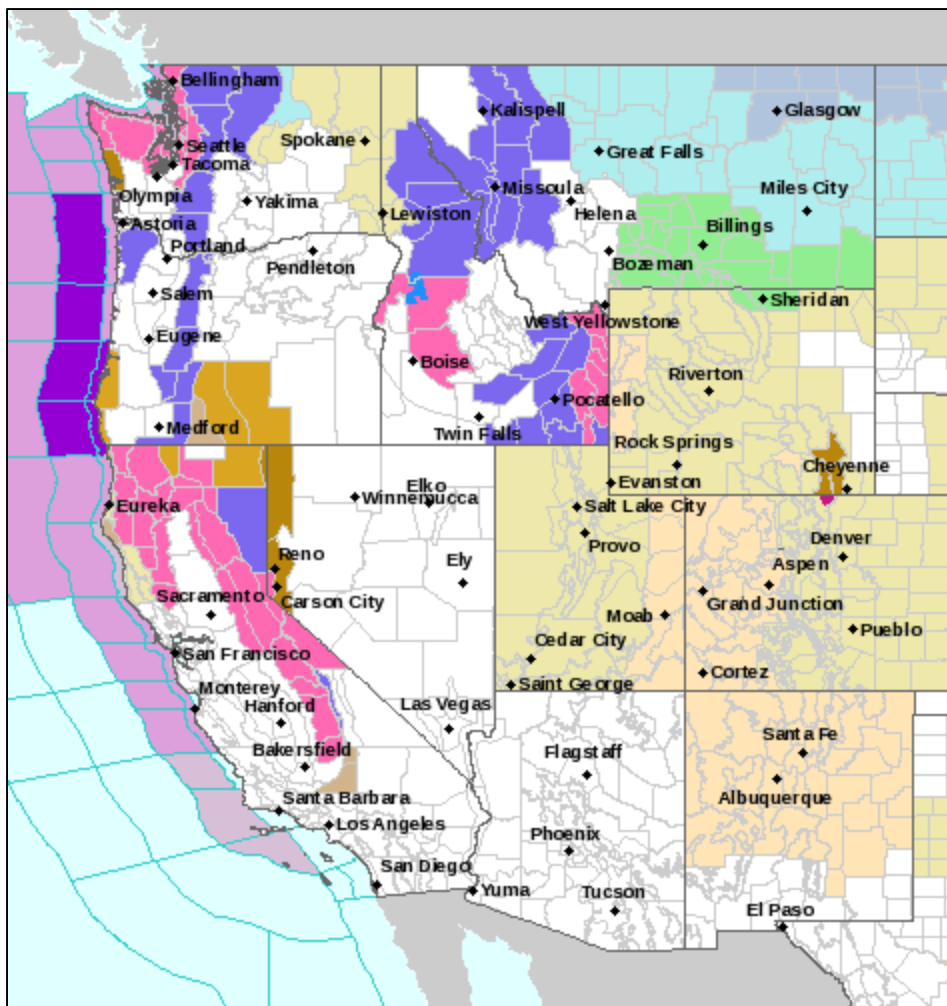 Bellingham
Kalispell
Glasgow
Spokane
Seattle
Great Falls
Tacoma
Missoula
Miles City
Olympia
Yakima
Lewiston
Helena
Astoria
Billings
Portland
Pendleton
Bozeman
Salem
Sheridan
West Yellowstone
Eugene
Boise
Riverton
Pocatello
Medford
Twin Falls
Rock Springs
Cheyenne
Elko
Evanston
Winnemucca
Eureka
Salt Lake City
Provo
Denver
Reno
Ely
Aspen
Sacramento
Carson City
Grand Junction
Moab
Pueblo
Cedar City
San Francisco
Cortez
Saint George
Monterey
Hanford
Las Vegas
Santa Fe
Bakersfield
Flagstaff
Albuquerque
Santa Barbara
Los Angeles
Phoenix
San Diego
Yuma
Tucson
El Paso